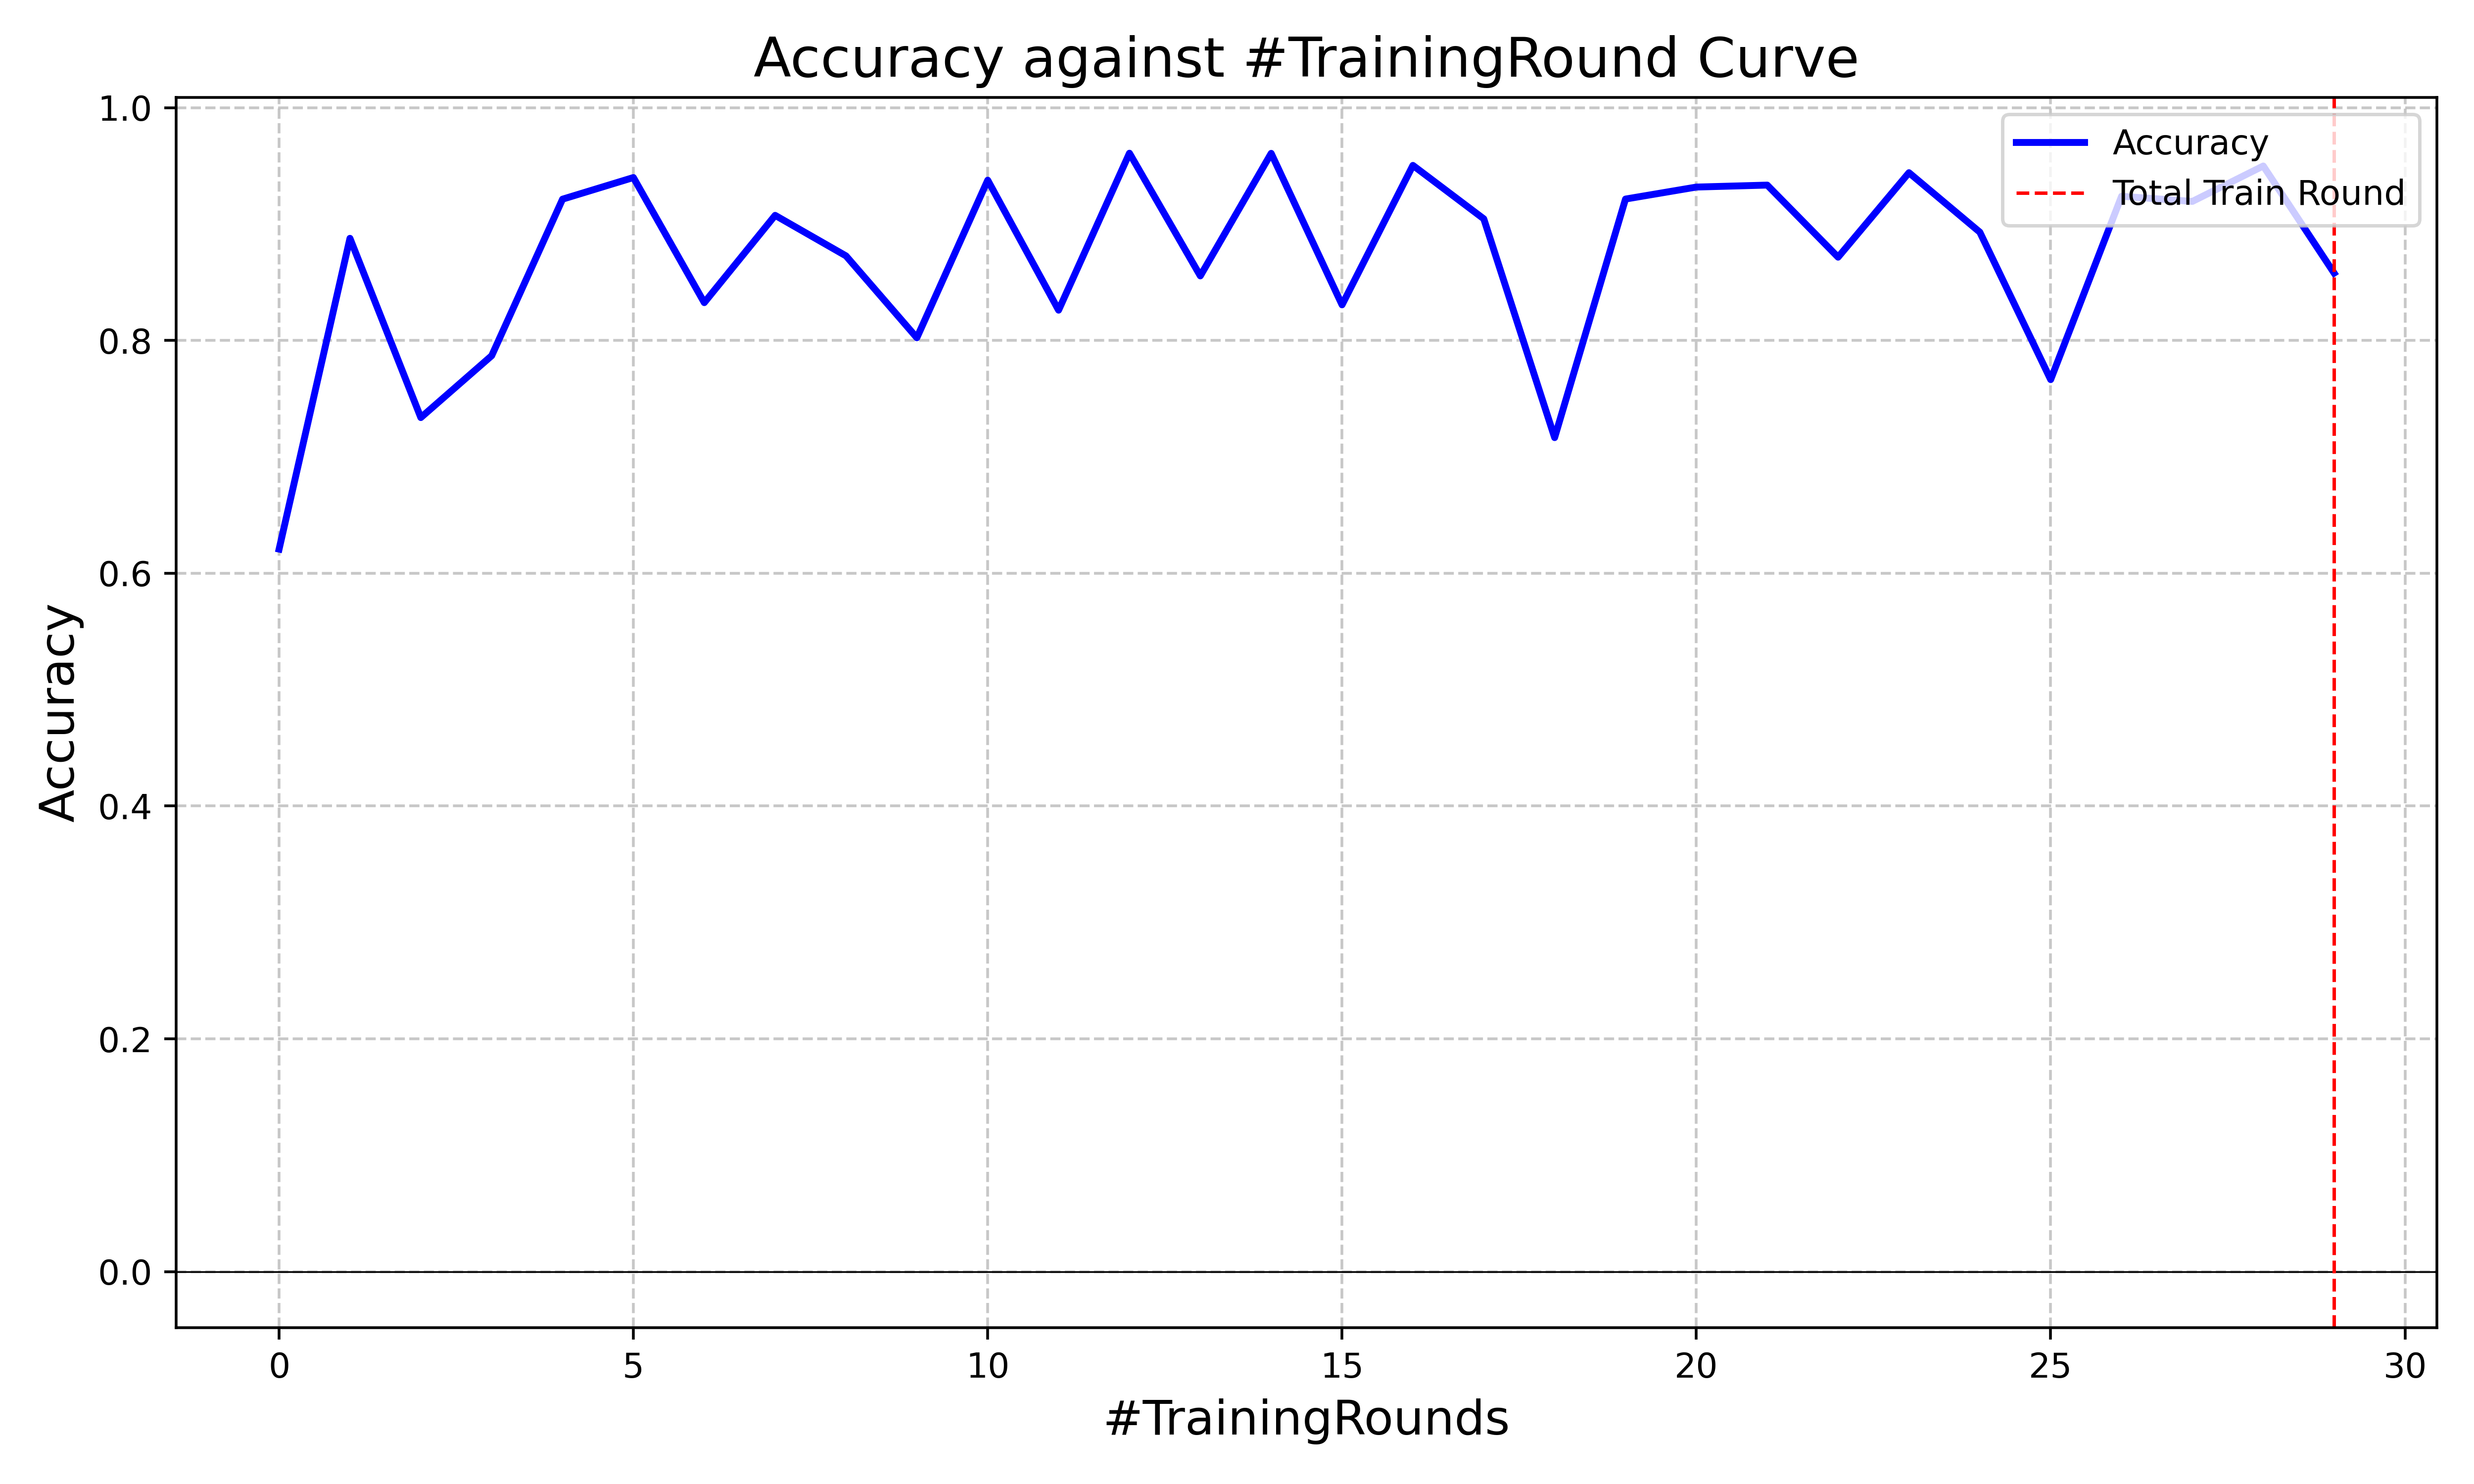 Accuracy against #TrainingRound Curve
Accuracy
Total Train Round
1.0
0.8
0.6
0.4
0.2
0.0
Accuracy
0 5 10 15 20 25 30
#TrainingRounds